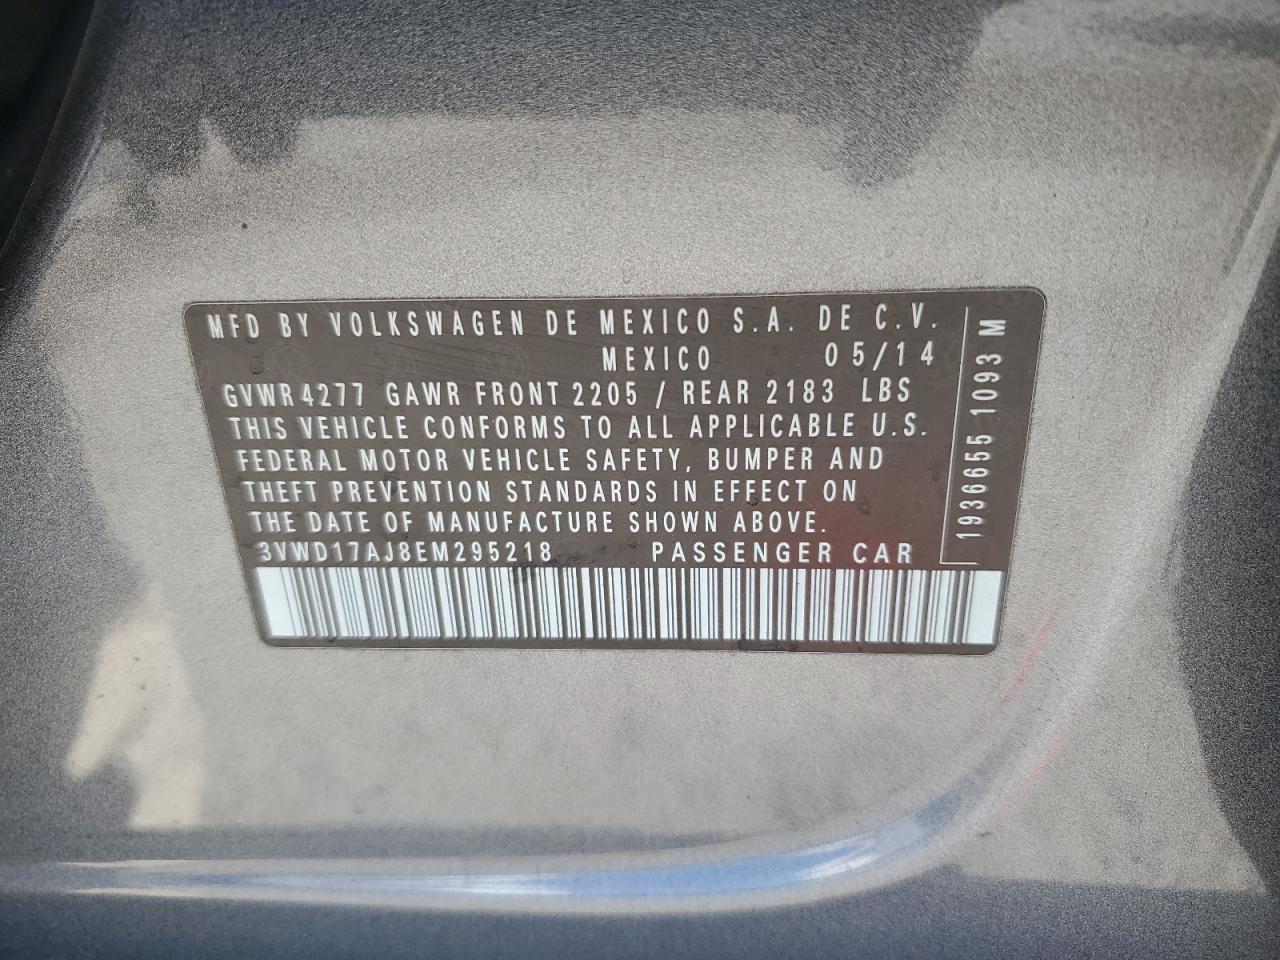 MFD BY VOLKSWAGEN DE MEXICO S.A. DE C.V.
MEXICO 05/14
GVWR 4277 GAWR FRONT 2205 / REAR 2183 LBS
THIS VEHICLE CONFORMS TO ALL APPLICABLE U.S.
FEDERAL MOTOR VEHICLE SAFETY, BUMPER AND
THEFT PREVENTION STANDARDS IN EFFECT ON
THE DATE OF MANUFACTURE SHOWN ABOVE.
3VWD17AJ8EM295218 PASSENGER CAR
1936655 1093 M